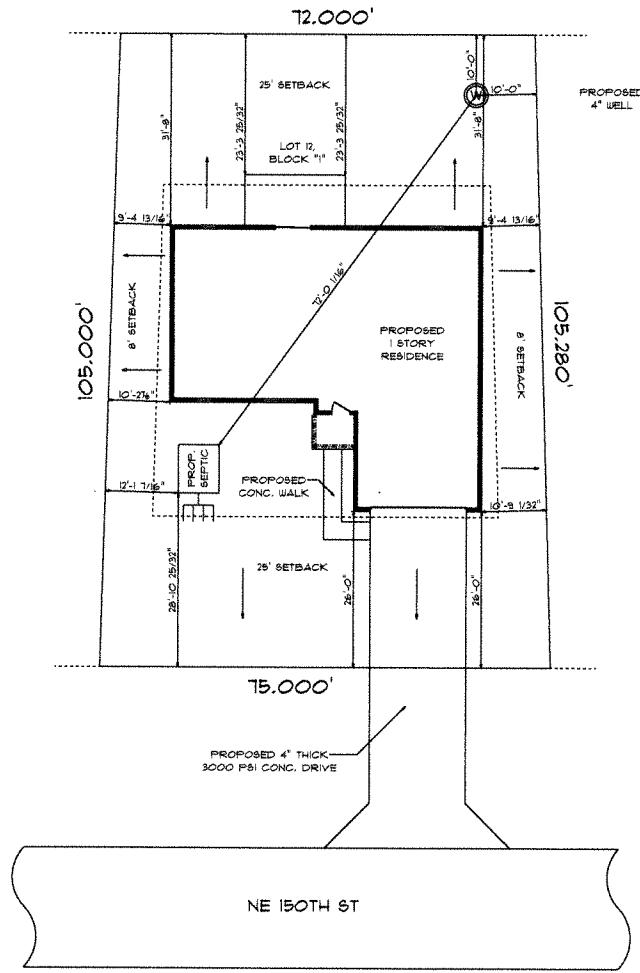 72.000'
25' SETBACK
10'-0"
10'-0"
W
PROPOSED
4" WELL
31'-8"
23'-3 25/32"
LOT 12,
BLOCK "1"
23'-3 25/32"
31'-8"
9'-4 13/16"
9'-4 13/16"
105.000'
8' SETBACK
72'-0 1/16"
PROPOSED
1 STORY
RESIDENCE
8' SETBACK
105.280'
PROP.
SEPTIC
PROPOSED
CONC. WALK
12'-1 7/16"
10'-9 1/32"
28'-10 25/32"
25' SETBACK
26'-0"
26'-0"
75.000'
PROPOSED 4" THICK
3000 PSI CONC. DRIVE
NE 150TH ST